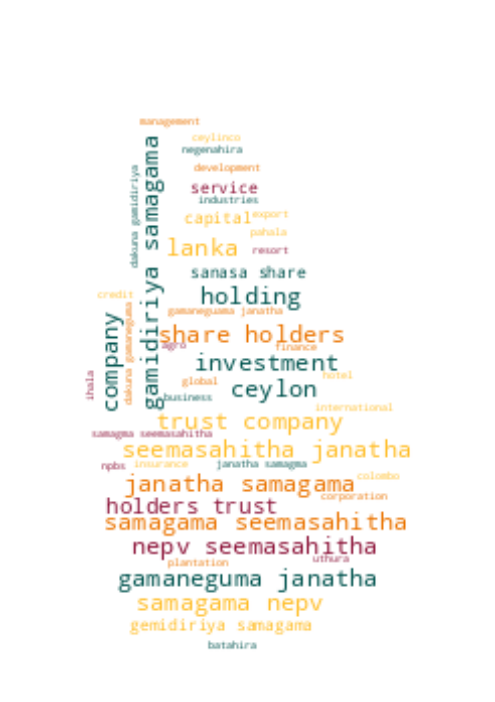 management
ceylinco
negenahira
gamidiriya samagama
dakuna gamidiriya
development
service
industries
capital
export
pahala
lanka
resort
sanasa share
holding
credit
dakuna gamaneguma
gamaneguama janatha
company
share holders
agro
finance
investment
hotel
global
ceylon
ihala
business
international
trust company
samagma seemasahitha
seemasahitha janatha
npbs
insurance
janatha samagma
colombo
janatha samagama
corporation
holders trust
samagama seemasahitha
nepv seemasahitha
uthura
plantation
gamaneguma janatha
samagama nepv
gemidiriya samagama
batahira